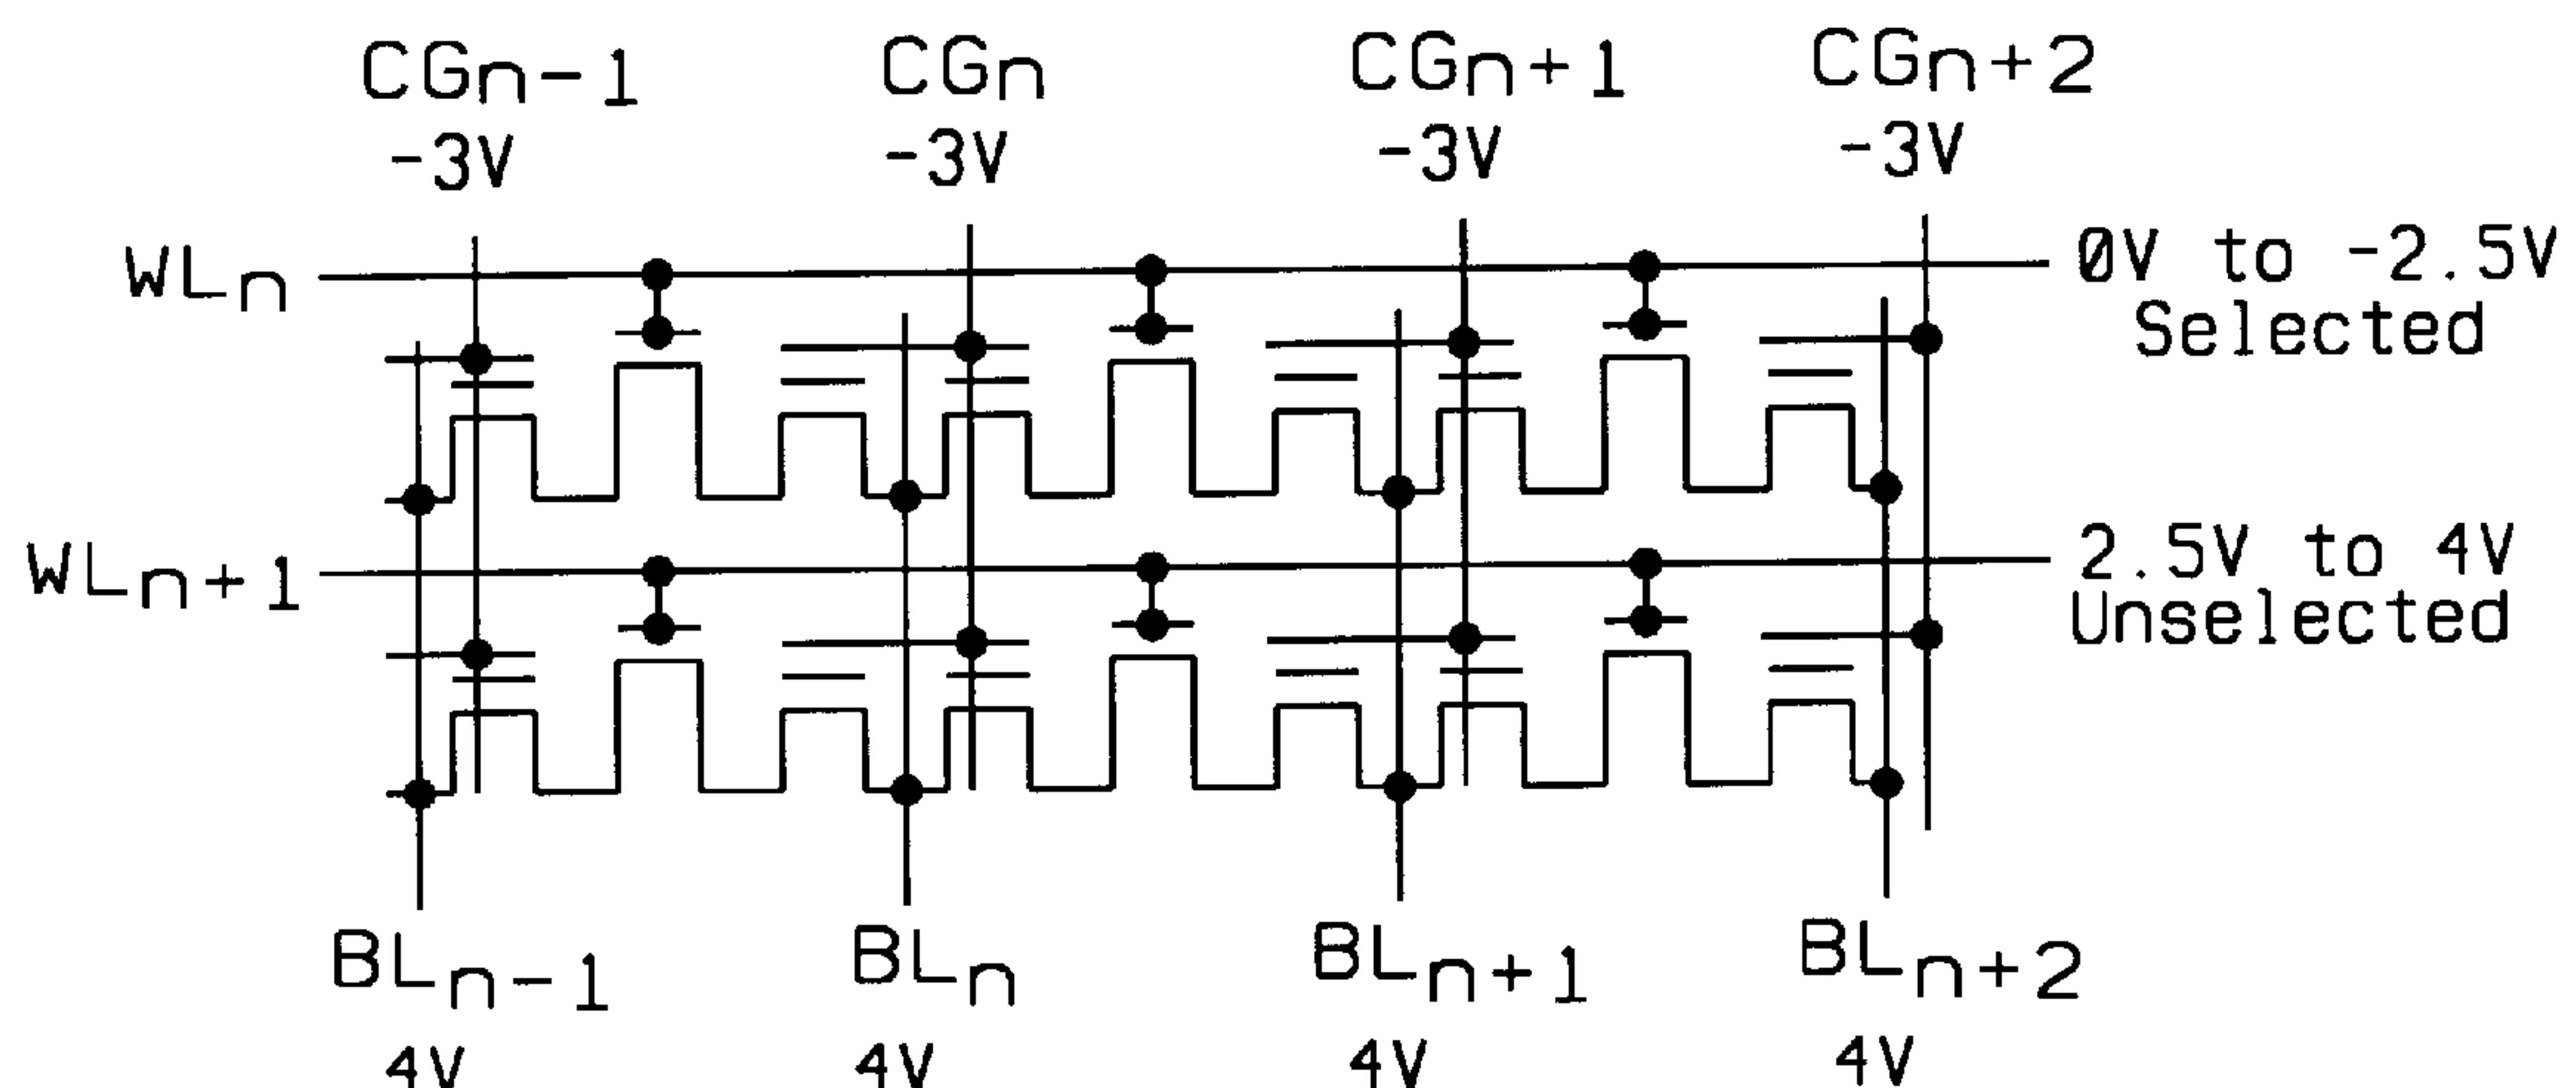 CGn-1 CGn CGn+1 CGn+2
-3V -3V -3V -3V
WLn 0V to -2.5V
Selected
WLn+1 2.5V to 4V
Unselected
BLn-1 BLn BLn+1 BLn+2
4V 4V 4V 4V